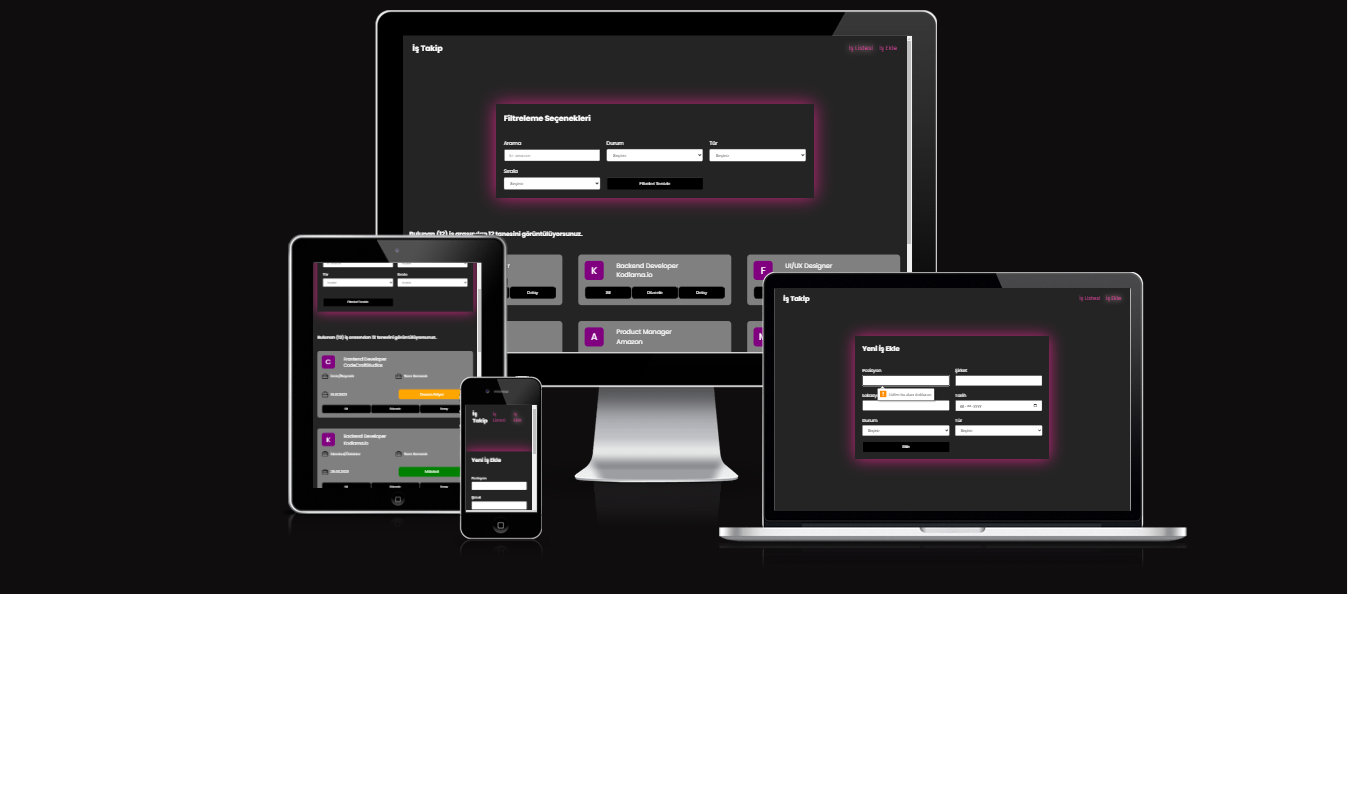 İş Takip
İş Listesi İş Ekle
Filtreleme Seçenekleri
Arama
Durum
Tür
Seçiniz
Seçiniz
Sırala
Seçiniz
Filtreleri Temizle
Bulunan (12) iş arasından 12 tanesini görüntülüyorsunuz.
K
Backend Developer
Kodlama.io
Sil
Düzenle
Detay
Detay
F
UI/UX Designer
A
Product Manager
Amazon
Tür
Sırala
Filtreleri Temizle
Bulunan (12) iş arasından 12 tanesini görüntülüyorsunuz.
C
Frontend Developer
CodeCraftStudios
Sil
Düzenle
Detay
K
Backend Developer
Kodlama.io
Mülakat
Sil
Düzenle
Detay
İş
Takip
İş
Listesi
İş
Ekle
Yeni İş Ekle
Pozisyon
Şirket
İş Takip
İş Listesi
İş Ekle
Yeni İş Ekle
Pozisyon
Şirket
Lütfen bu alanı doldurun.
Tarih
Durum
Tür
Seçiniz
Seçiniz
Ekle